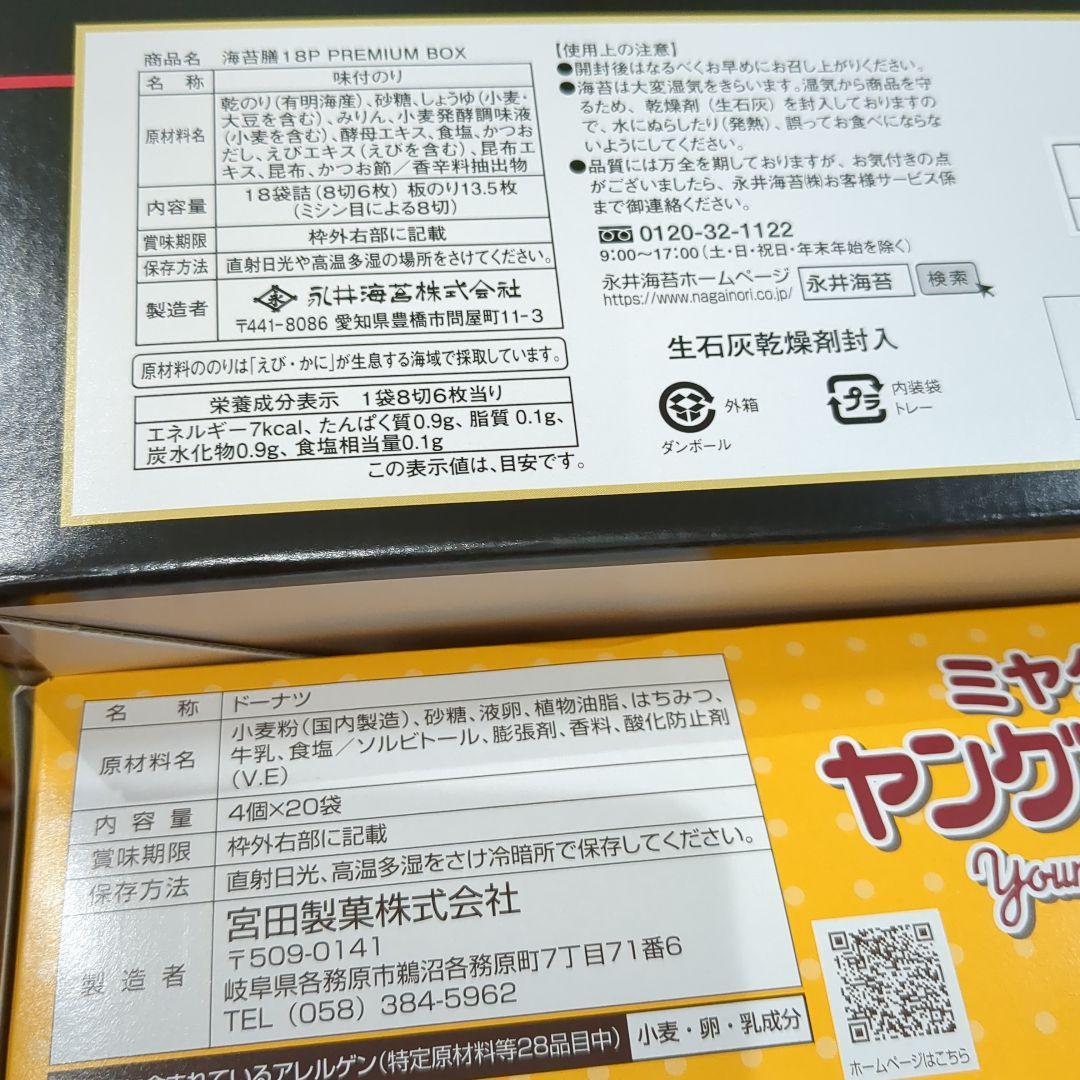 商品名 海苔膳18P PREMIUM BOX
名称 味付のり
原材料名 乾のり(有明海産)、砂糖、しょうゆ(小麦・
大豆を含む)、みりん、小麦発酵調味液
(小麦を含む)、酵母エキス、食塩、かつお
だし、えびエキス(えびを含む)、昆布エ
キス、昆布、かつお節／香辛料抽出物
内容量 18袋詰(8切6枚) 板のり13.5枚
(ミシン目による8切)
賞味期限 枠外右部に記載
保存方法 直射日光や高温多湿の場所をさけてください。
製造者 永井海苔株式会社
〒441-8086 愛知県豊橋市問屋町11-3
原材料ののりは「えび・かに」が生息する海域で採取しています。
栄養成分表示 1袋8切6枚当り
エネルギー7kcal、たんぱく質0.9g、脂質 0.1g、
炭水化物0.9g、食塩相当量0.1g
この表示値は、目安です。
【使用上の注意】
●開封後はなるべくお早めにお召し上がりください。
●海苔は大変湿気をきらいます。湿気から商品を守
るため、乾燥剤(生石灰)を封入しておりますの
で、水にぬらしたり(発熱)、誤ってお食べにならな
いようにしてください。
●品質には万全を期しておりますが、お気付きの点
がございましたら、永井海苔㈱お客様サービス係
まで御連絡ください。
0120-32-1122
9:00～17:00(土・日・祝日・年末年始を除く)
永井海苔ホームページ
https://www.nagainori.co.jp/
永井海苔 検索
生石灰乾燥剤封入
外箱
ダンボール
プラ
内装袋
トレー
名称 ドーナツ
原材料名 小麦粉(国内製造)、砂糖、液卵、植物油脂、はちみつ、
牛乳、食塩／ソルビトール、膨張剤、香料、酸化防止剤
(V.E)
内容量 4個×20袋
賞味期限 枠外右部に記載
保存方法 直射日光、高温多湿をさけ冷暗所で保存してください。
製造者 宮田製菓株式会社
〒509-0141
岐阜県各務原市鵜沼各務原町7丁目71番6
TEL (058) 384-5962
含まれているアレルゲン(特定原材料等28品目中) 小麦・卵・乳成分
ミヤ
ヤング
You
ホームページはこちら